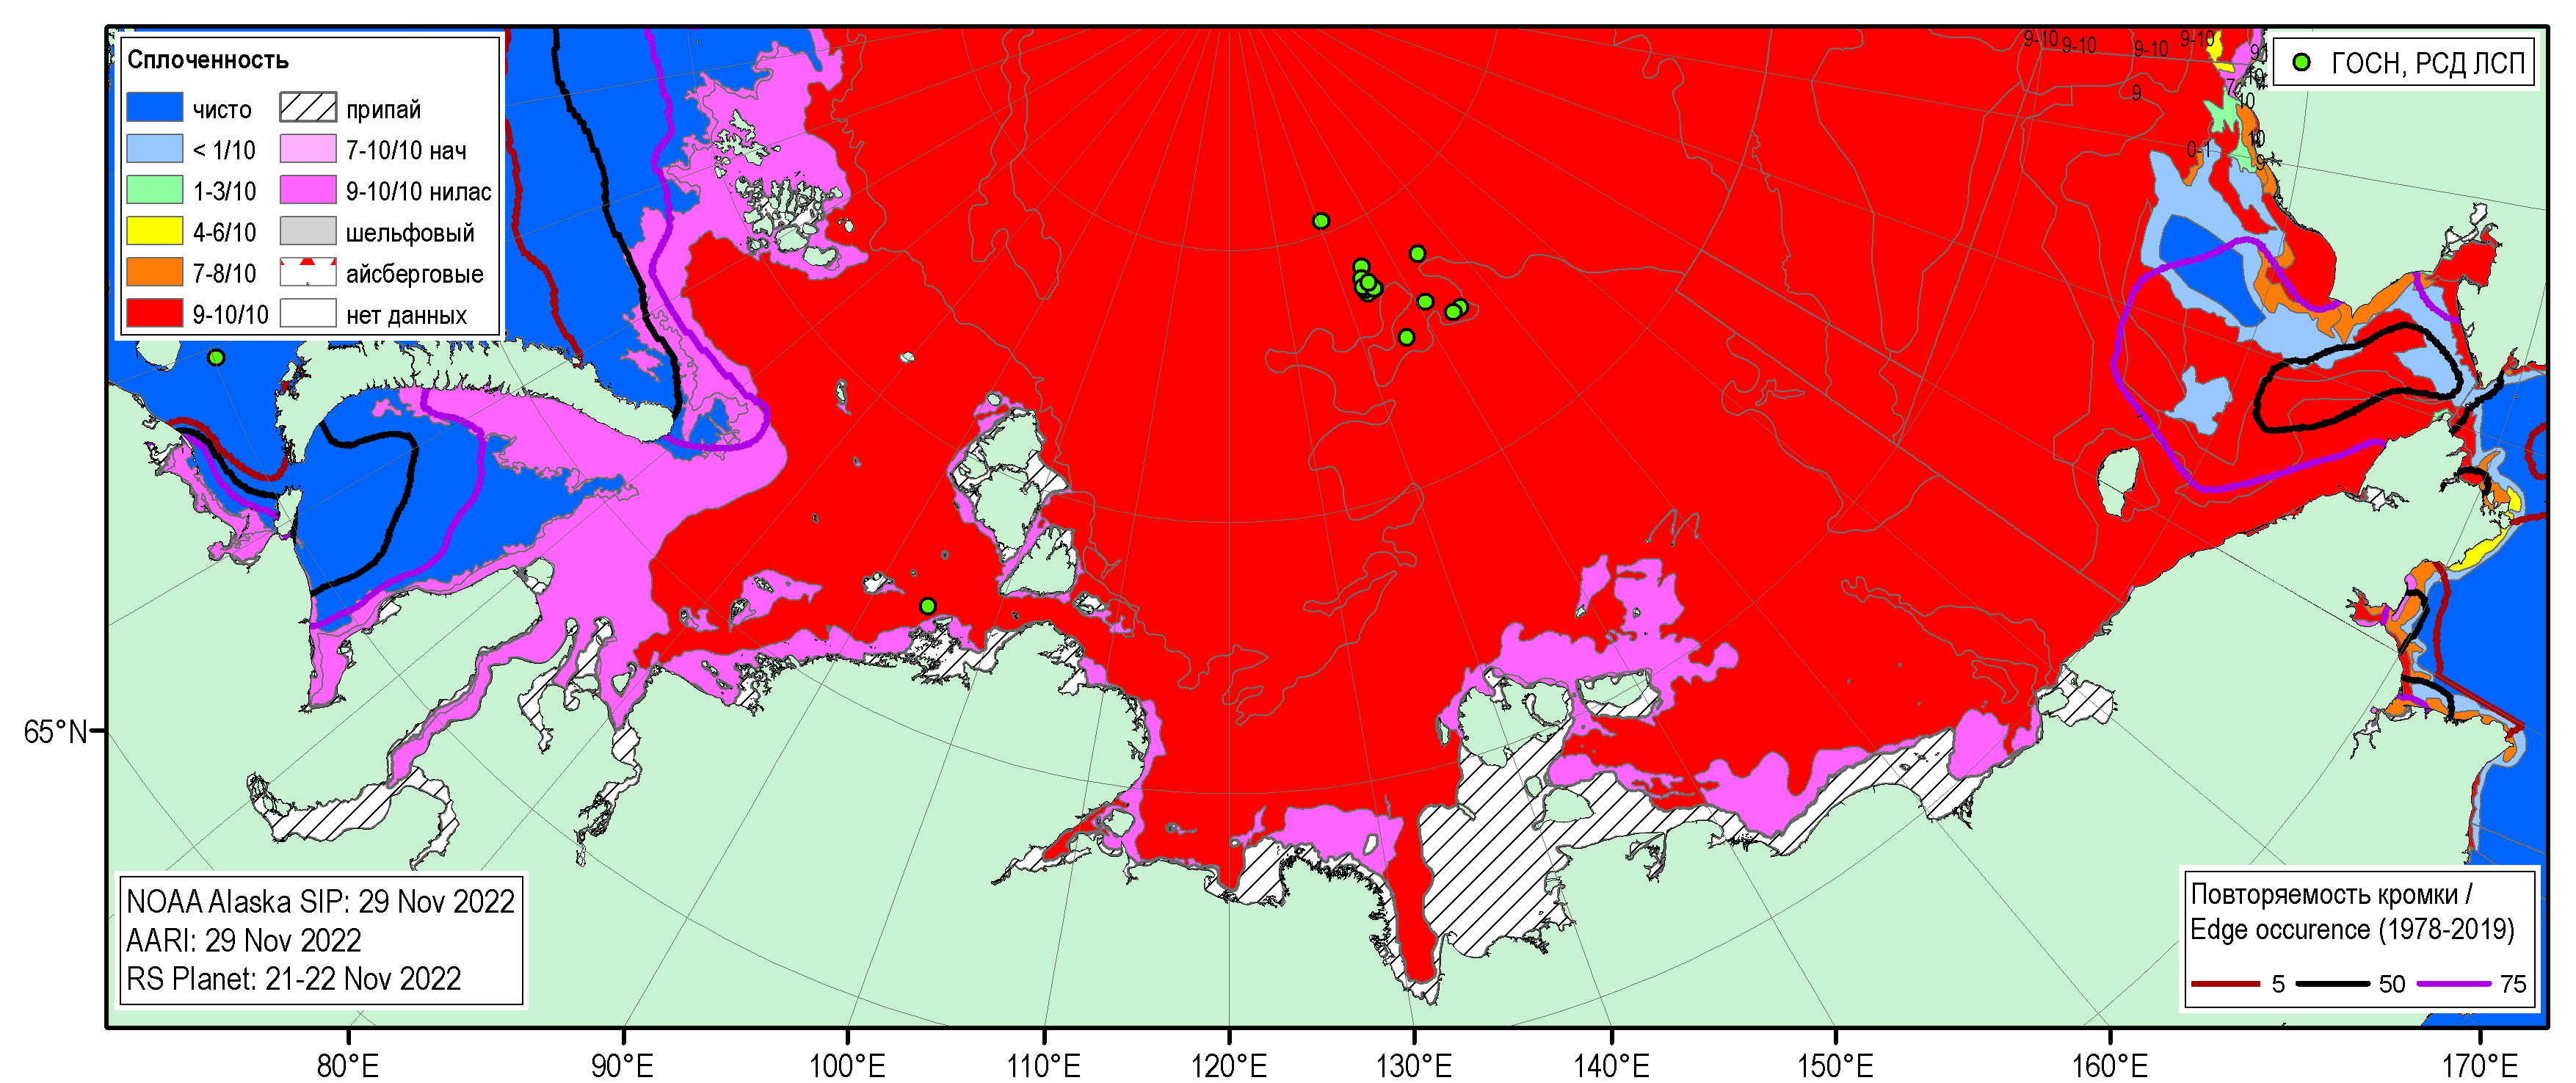 Сплоченность
чисто
< 1/10
1-3/10
4-6/10
7-8/10
9-10/10
припай
7-10/10 нач
9-10/10 нилас
шельфовый
айсберговые
нет данных
9-10
9-10
9-10
9-10
9
0-1
10
10
9
ГОСН, РСД ЛСП
65°N
NOAA Alaska SIP: 29 Nov 2022
AARI: 29 Nov 2022
RS Planet: 21-22 Nov 2022
Повторяемость кромки /
Edge occurence (1978-2019)
5 50 75
80°E 90°E 100°E 110°E 120°E 130°E 140°E 150°E 160°E 170°E